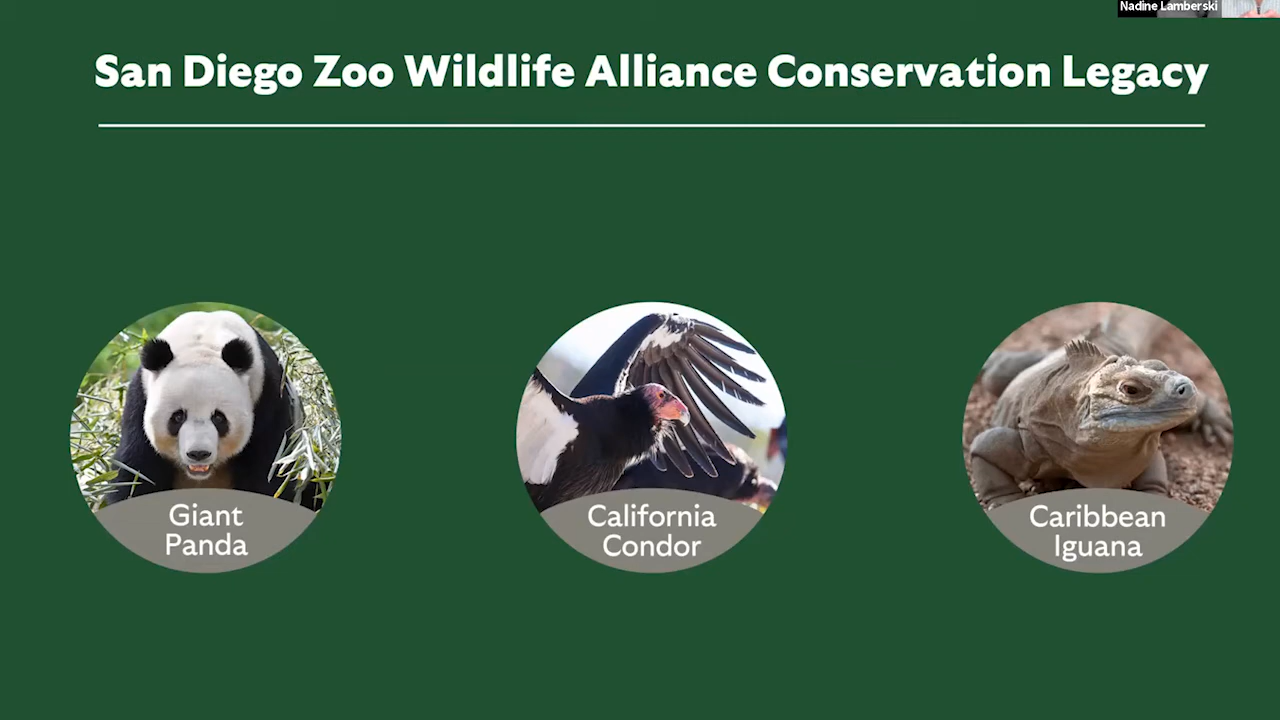 Nadine Lamberski
San Diego Zoo Wildlife Alliance Conservation Legacy
Giant
Panda
California
Condor
Caribbean
Iguana